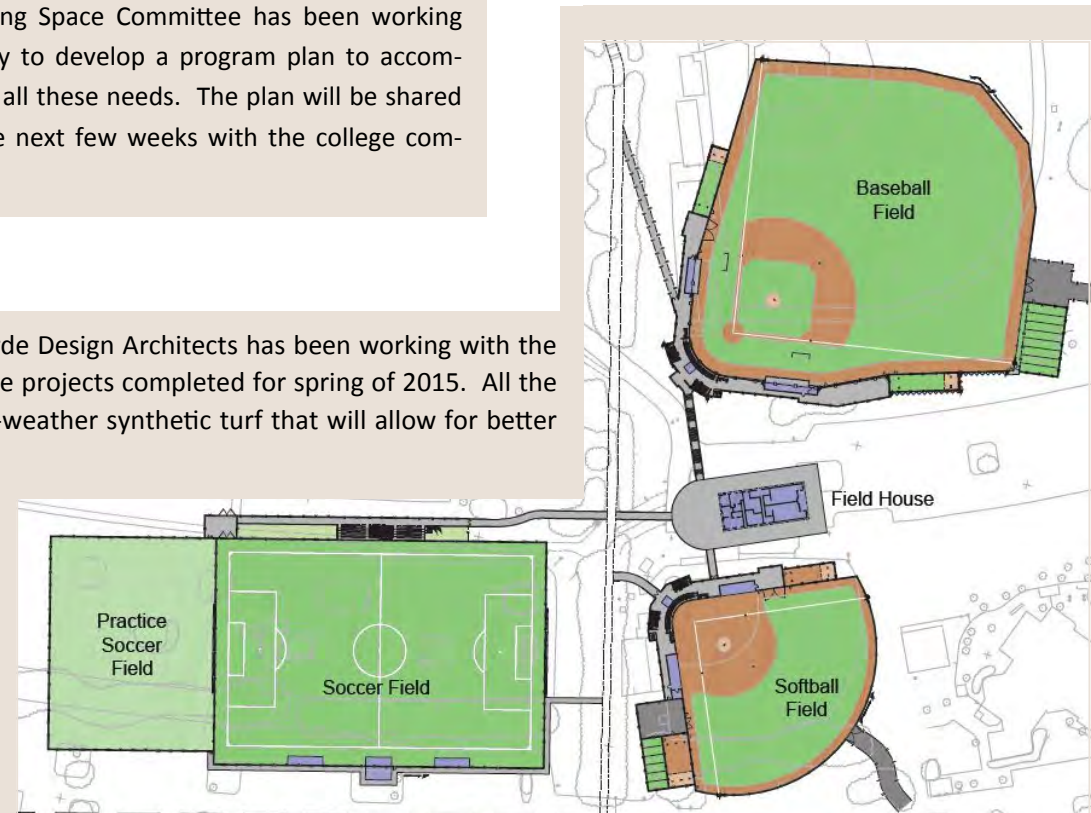 ng Space Committee has been working
y to develop a program plan to accom-
all these needs.  The plan will be shared
e next few weeks with the college com-
de Design Architects has been working with the
e projects completed for spring of 2015.  All the
-weather synthetic turf that will allow for better
Baseball
Field
Field House
Practice
Soccer
Field
Soccer Field
Softball
Field